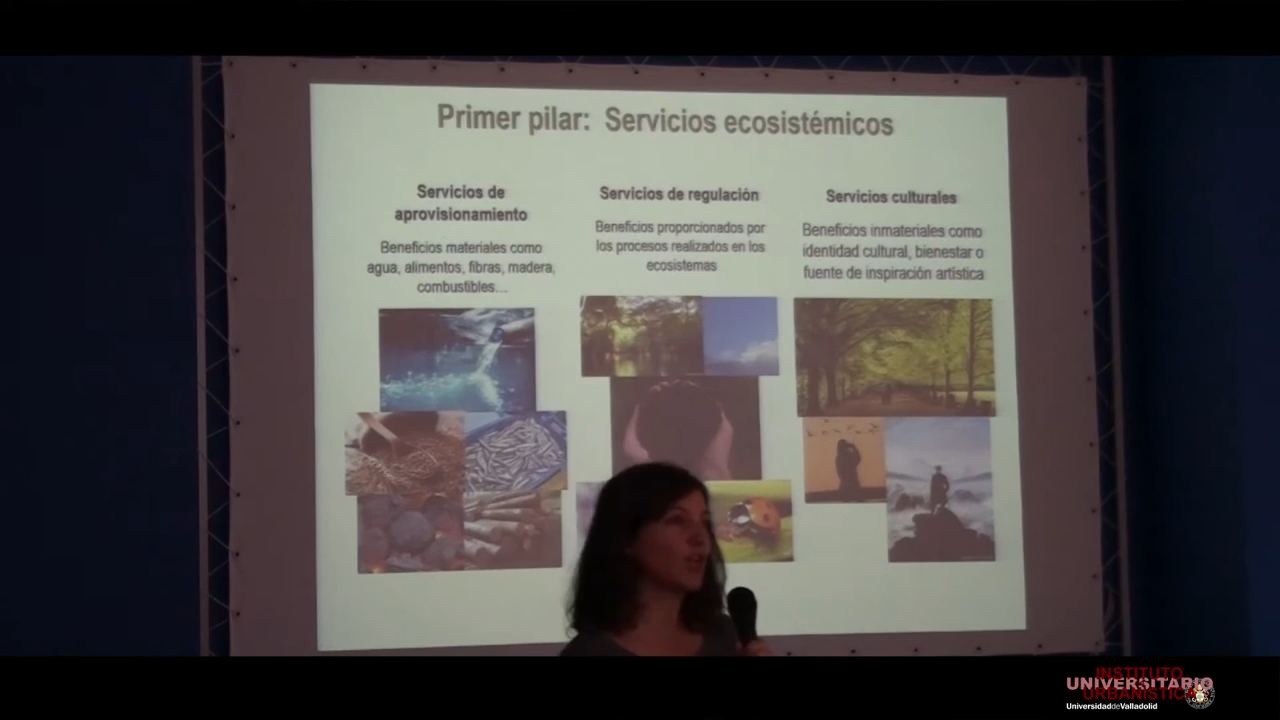 Primer pilar: Servicios ecosistémicos
Servicios de
aprovisionamiento
Beneficios materiales como
agua, alimentos, fibras, madera,
combustibles...
Servicios de regulación
Beneficios proporcionados por
los procesos realizados en los
ecosistemas
Servicios culturales
Beneficios inmateriales como
identidad cultural, bienestar o
fuente de inspiración artística
INSTITUTO
UNIVERSITARIO
URBANÍSTICA
UniversidaddeValladolid